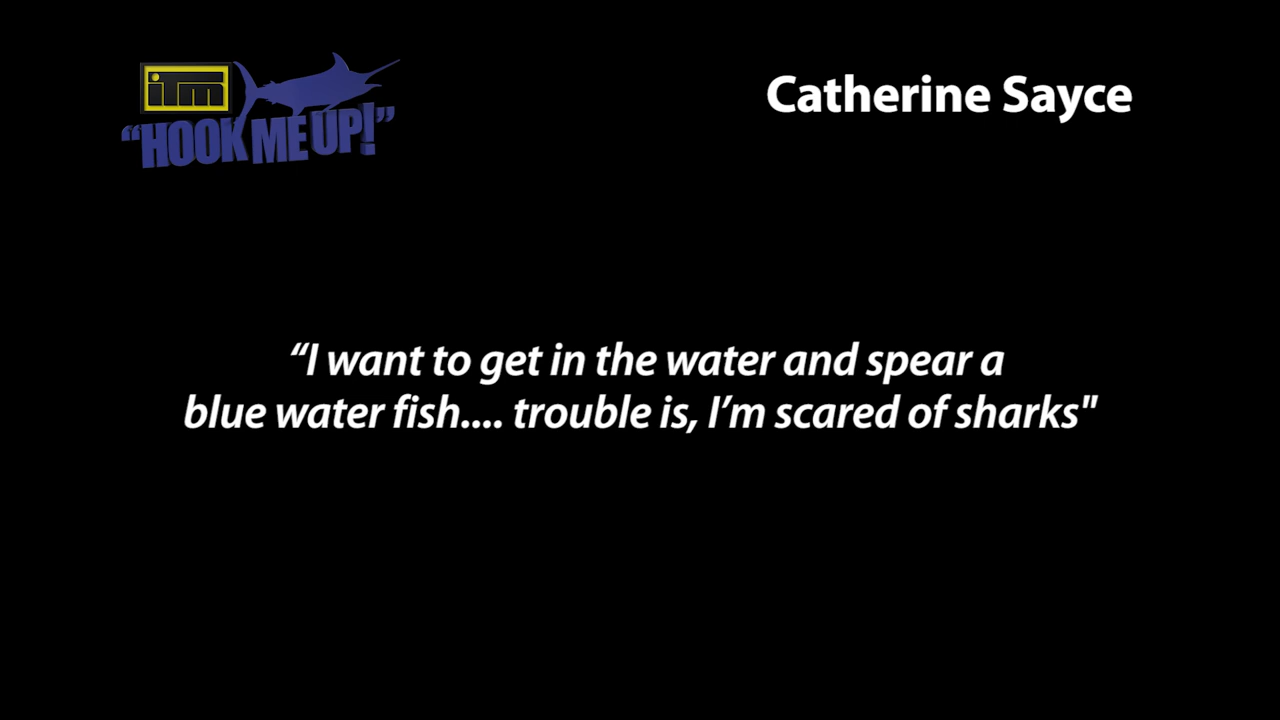 iTm
“HOOK ME UP!”
Catherine Sayce
“I want to get in the water and spear a
blue water fish.... trouble is, I’m scared of sharks"